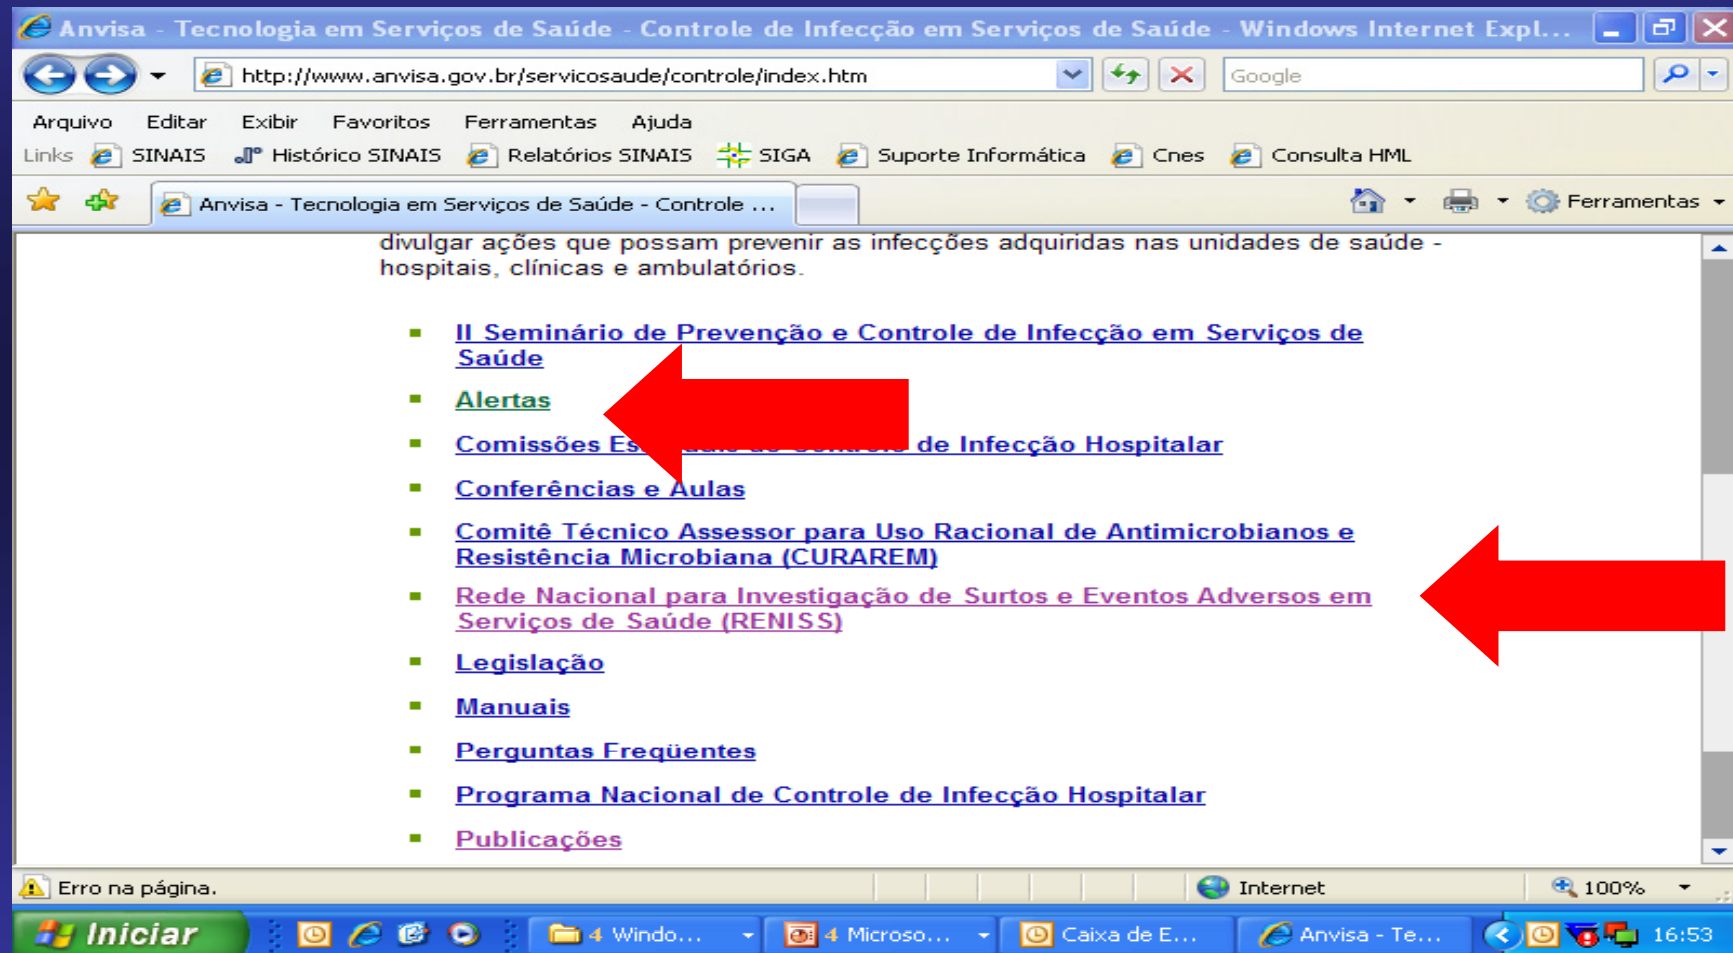 Anvisa - Tecnologia em Serviços de Saúde - Controle de Infecção em Serviços de Saúde - Windows Internet Expl...
http://www.anvisa.gov.br/servicosaude/controle/index.htm
Google
Arquivo Editar Exibir Favoritos Ferramentas Ajuda
Links SINAIS Histórico SINAIS Relatórios SINAIS SIGA Suporte Informática Cnes Consulta HML
Anvisa - Tecnologia em Serviços de Saúde - Controle ...
Ferramentas
divulgar ações que possam prevenir as infecções adquiridas nas unidades de saúde -
hospitais, clínicas e ambulatórios.
II Seminário de Prevenção e Controle de Infecção em Serviços de
Saúde
Alertas
Comissões de Infecção Hospitalar
Conferências e Aulas
Comitê Técnico Assessor para Uso Racional de Antimicrobianos e
Resistência Microbiana (CURAREM)
Rede Nacional para Investigação de Surtos e Eventos Adversos em
Serviços de Saúde (RENISS)
Legislação
Manuais
Perguntas Freqüentes
Programa Nacional de Controle de Infecção Hospitalar
Publicações
Erro na página.
Internet
100%
Iniciar
4 Windo...
4 Microso...
Caixa de E...
Anvisa - Te...
16:53